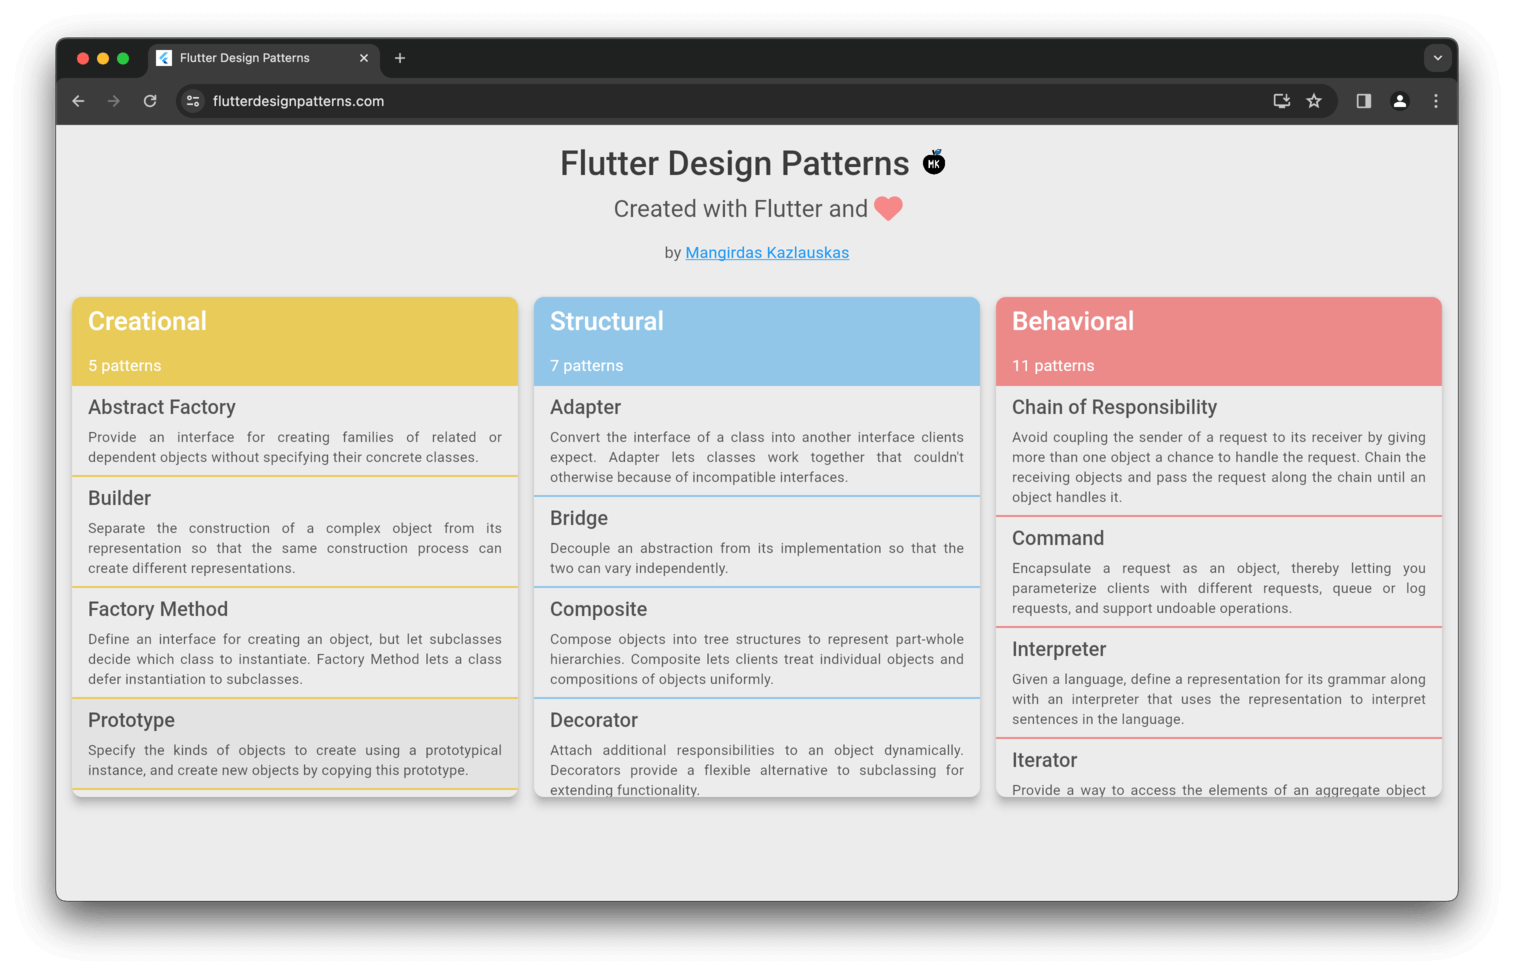 Flutter Design Patterns
flutterdesignpatterns.com
Flutter Design Patterns MK
Created with Flutter and
by Mangirdas Kazlauskas
Creational
5 patterns
Abstract Factory
Provide an interface for creating families of related or
dependent objects without specifying their concrete classes.
Builder
Separate the construction of a complex object from its
representation so that the same construction process can
create different representations.
Factory Method
Define an interface for creating an object, but let subclasses
decide which class to instantiate. Factory Method lets a class
defer instantiation to subclasses.
Prototype
Specify the kinds of objects to create using a prototypical
instance, and create new objects by copying this prototype.
Structural
7 patterns
Adapter
Convert the interface of a class into another interface clients
expect. Adapter lets classes work together that couldn't
otherwise because of incompatible interfaces.
Bridge
Decouple an abstraction from its implementation so that the
two can vary independently.
Composite
Compose objects into tree structures to represent part-whole
hierarchies. Composite lets clients treat individual objects and
compositions of objects uniformly.
Decorator
Attach additional responsibilities to an object dynamically.
Decorators provide a flexible alternative to subclassing for
extending functionality.
Behavioral
11 patterns
Chain of Responsibility
Avoid coupling the sender of a request to its receiver by giving
more than one object a chance to handle the request. Chain the
receiving objects and pass the request along the chain until an
object handles it.
Command
Encapsulate a request as an object, thereby letting you
parameterize clients with different requests, queue or log
requests, and support undoable operations.
Interpreter
Given a language, define a representation for its grammar along
with an interpreter that uses the representation to interpret
sentences in the language.
Iterator
Provide a way to access the elements of an aggregate object